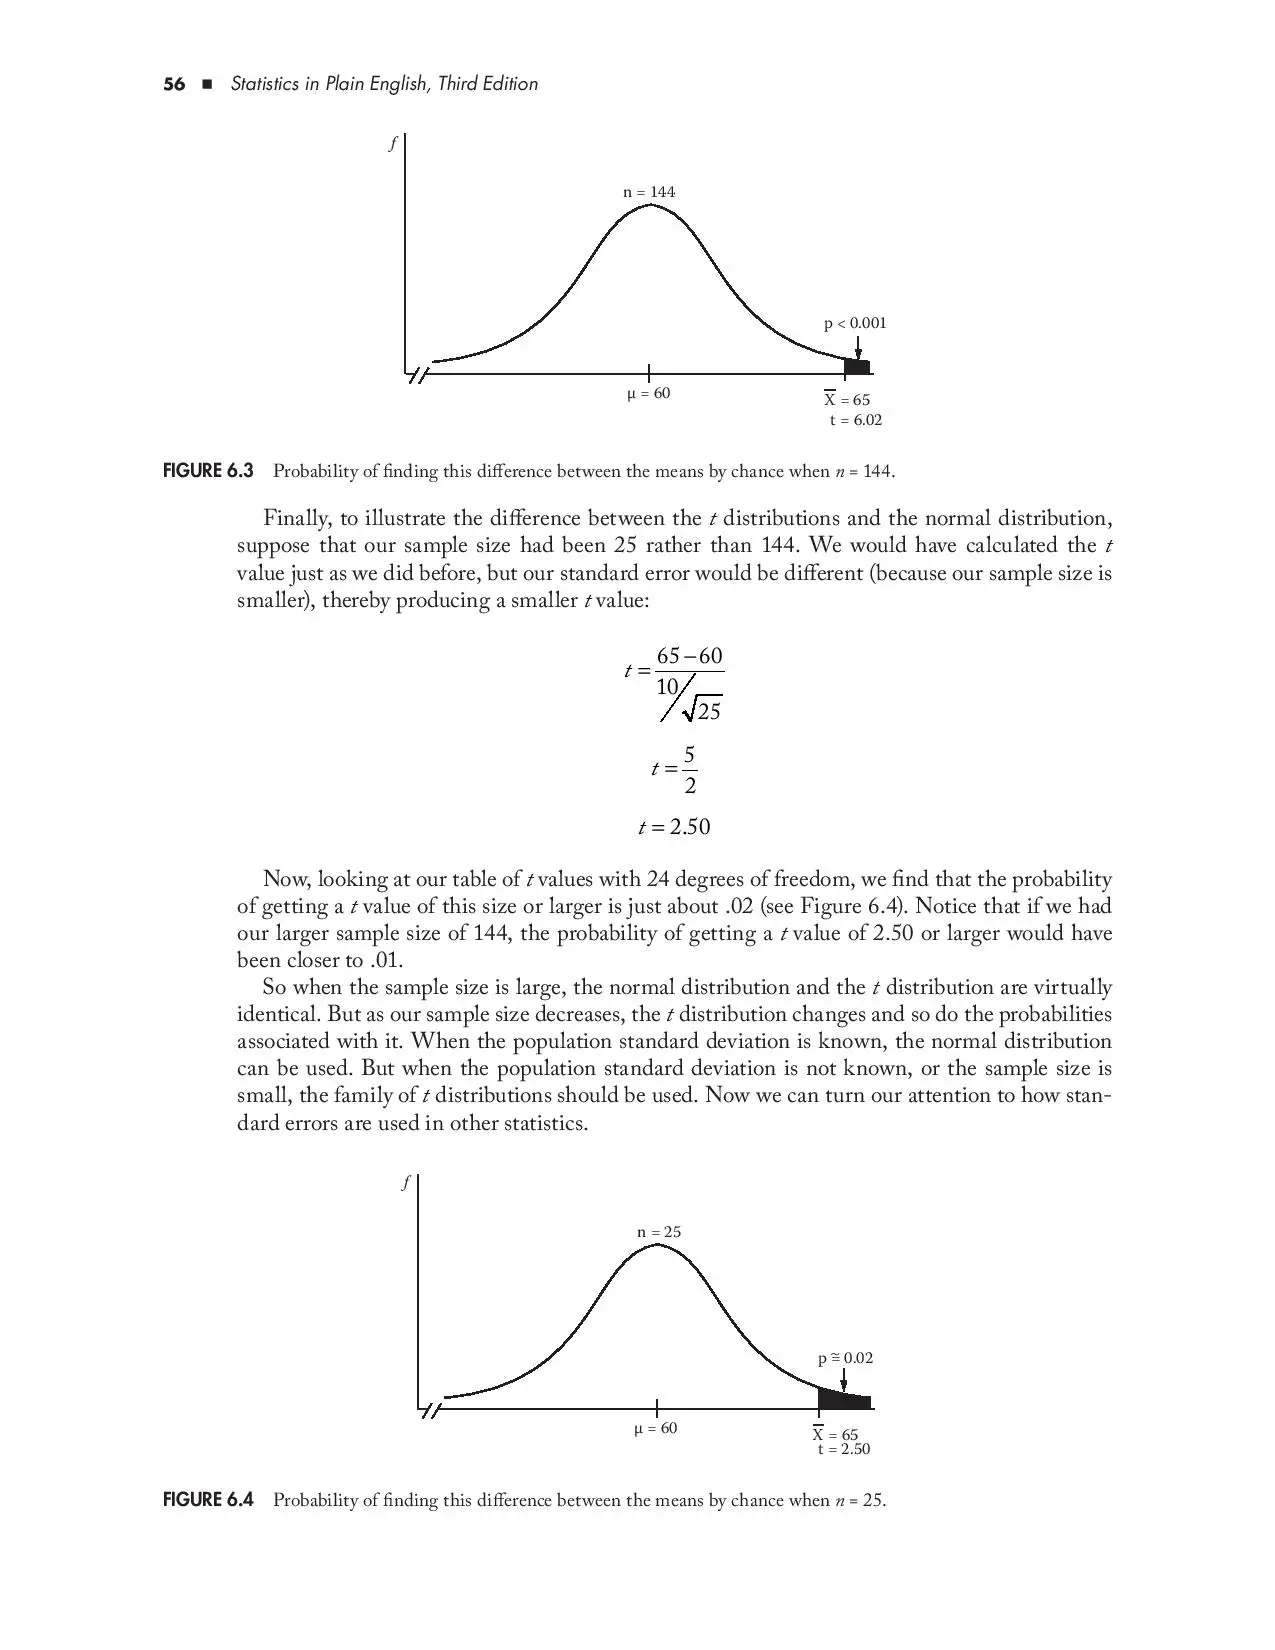 56 ■ Statistics in Plain English, Third Edition
f
n = 144
p < 0.001
μ = 60
X̅ = 65
t = 6.02
FIGURE 6.3 Probability of finding this difference between the means by chance when n = 144.
Finally, to illustrate the difference between the t distributions and the normal distribution,
suppose that our sample size had been 25 rather than 144. We would have calculated the t
value just as we did before, but our standard error would be different (because our sample size is
smaller), thereby producing a smaller t value:
t = 65 – 60
10/√25
t = 5/2
t = 2.50
Now, looking at our table of t values with 24 degrees of freedom, we find that the probability
of getting a t value of this size or larger is just about .02 (see Figure 6.4). Notice that if we had
our larger sample size of 144, the probability of getting a t value of 2.50 or larger would have
been closer to .01.
So when the sample size is large, the normal distribution and the t distribution are virtually
identical. But as our sample size decreases, the t distribution changes and so do the probabilities
associated with it. When the population standard deviation is known, the normal distribution
can be used. But when the population standard deviation is not known, or the sample size is
small, the family of t distributions should be used. Now we can turn our attention to how stan-
dard errors are used in other statistics.
f
n = 25
p ≅ 0.02
μ = 60
X̅ = 65
t = 2.50
FIGURE 6.4 Probability of finding this difference between the means by chance when n = 25.